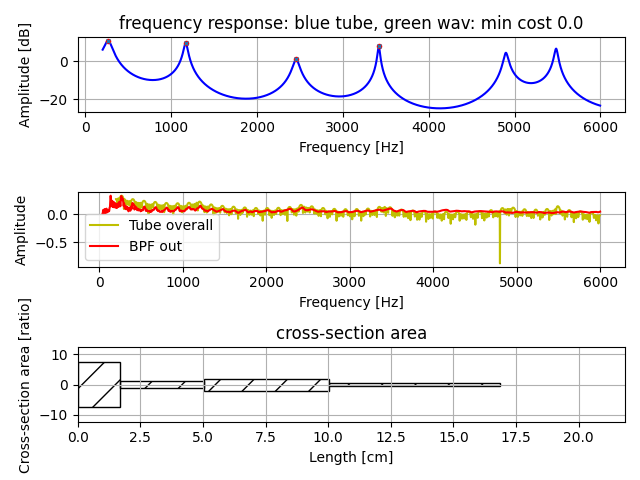 frequency response: blue tube, green wav: min cost 0.0
Amplitude [dB]
0
−20
0 1000 2000 3000 4000 5000 6000
Frequency [Hz]
Amplitude
0.0
−0.5
Tube overall
BPF out
0 1000 2000 3000 4000 5000 6000
Frequency [Hz]
cross-section area
Cross-section area [ratio]
10
0
−10
0.0 2.5 5.0 7.5 10.0 12.5 15.0 17.5 20.0
Length [cm]